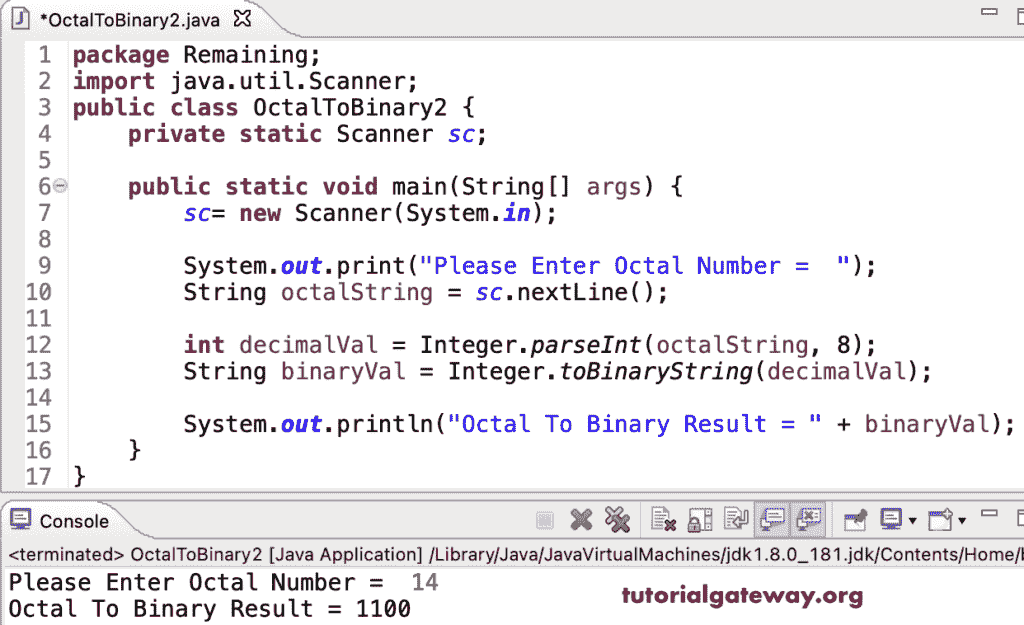 *OctalToBinary2.java
1 package Remaining;
2 import java.util.Scanner;
3 public class OctalToBinary2 {
4     private static Scanner sc;
5
6     public static void main(String[] args) {
7         sc= new Scanner(System.in);
8
9         System.out.print("Please Enter Octal Number =  ");
10         String octalString = sc.nextLine();
11
12         int decimalVal = Integer.parseInt(octalString, 8);
13         String binaryVal = Integer.toBinaryString(decimalVal);
14
15         System.out.println("Octal To Binary Result = " + binaryVal);
16     }
17 }
Console
<terminated> OctalToBinary2 [Java Application] /Library/Java/JavaVirtualMachines/jdk1.8.0_181.jdk/Contents/Home/
Please Enter Octal Number =  14
Octal To Binary Result = 1100
tutorialgateway.org